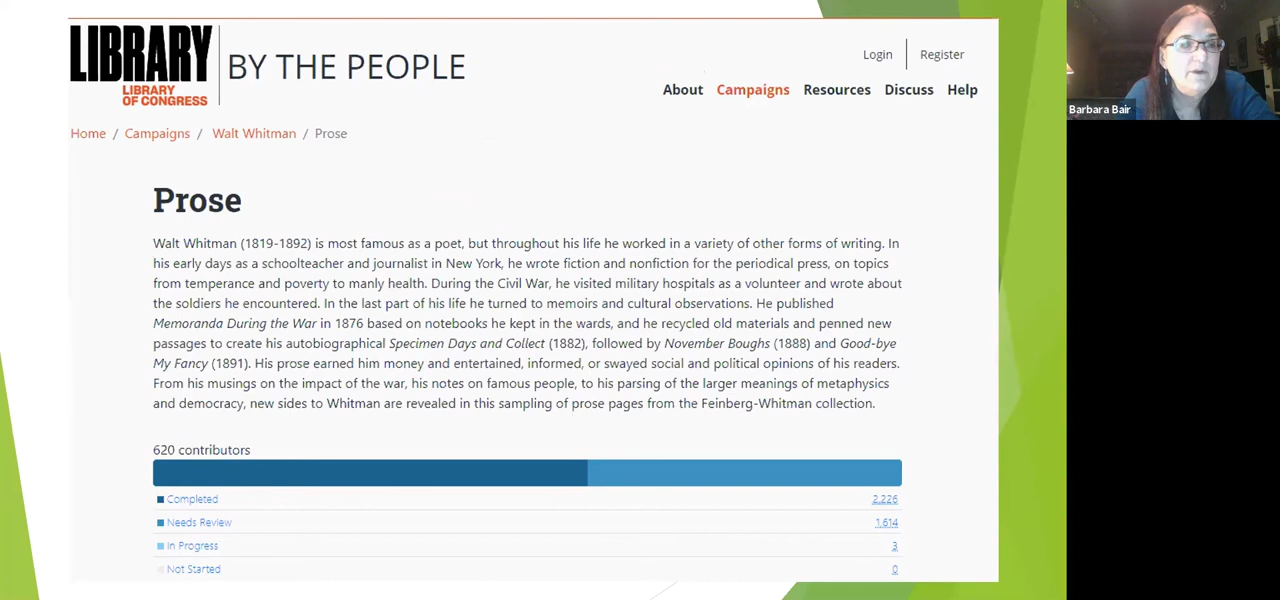 LIBRARY
LIBRARY
OF CONGRESS
BY THE PEOPLE
Login Register
About Campaigns Resources Discuss Help
Home / Campaigns / Walt Whitman / Prose
Prose
Walt Whitman (1819-1892) is most famous as a poet, but throughout his life he worked in a variety of other forms of writing. In
his early days as a schoolteacher and journalist in New York, he wrote fiction and nonfiction for the periodical press, on topics
from temperance and poverty to manly health. During the Civil War, he visited military hospitals as a volunteer and wrote about
the soldiers he encountered. In the last part of his life he turned to memoirs and cultural observations. He published
Memoranda During the War in 1876 based on notebooks he kept in the wards, and he recycled old materials and penned new
passages to create his autobiographical Specimen Days and Collect (1882), followed by November Boughs (1888) and Good-bye
My Fancy (1891). His prose earned him money and entertained, informed, or swayed social and political opinions of his readers.
From his musings on the impact of the war, his notes on famous people, to his parsing of the larger meanings of metaphysics
and democracy, new sides to Whitman are revealed in this sampling of prose pages from the Feinberg-Whitman collection.
620 contributors
Completed 2,226
Needs Review 1,614
In Progress 3
Not Started 0
Barbara Bair